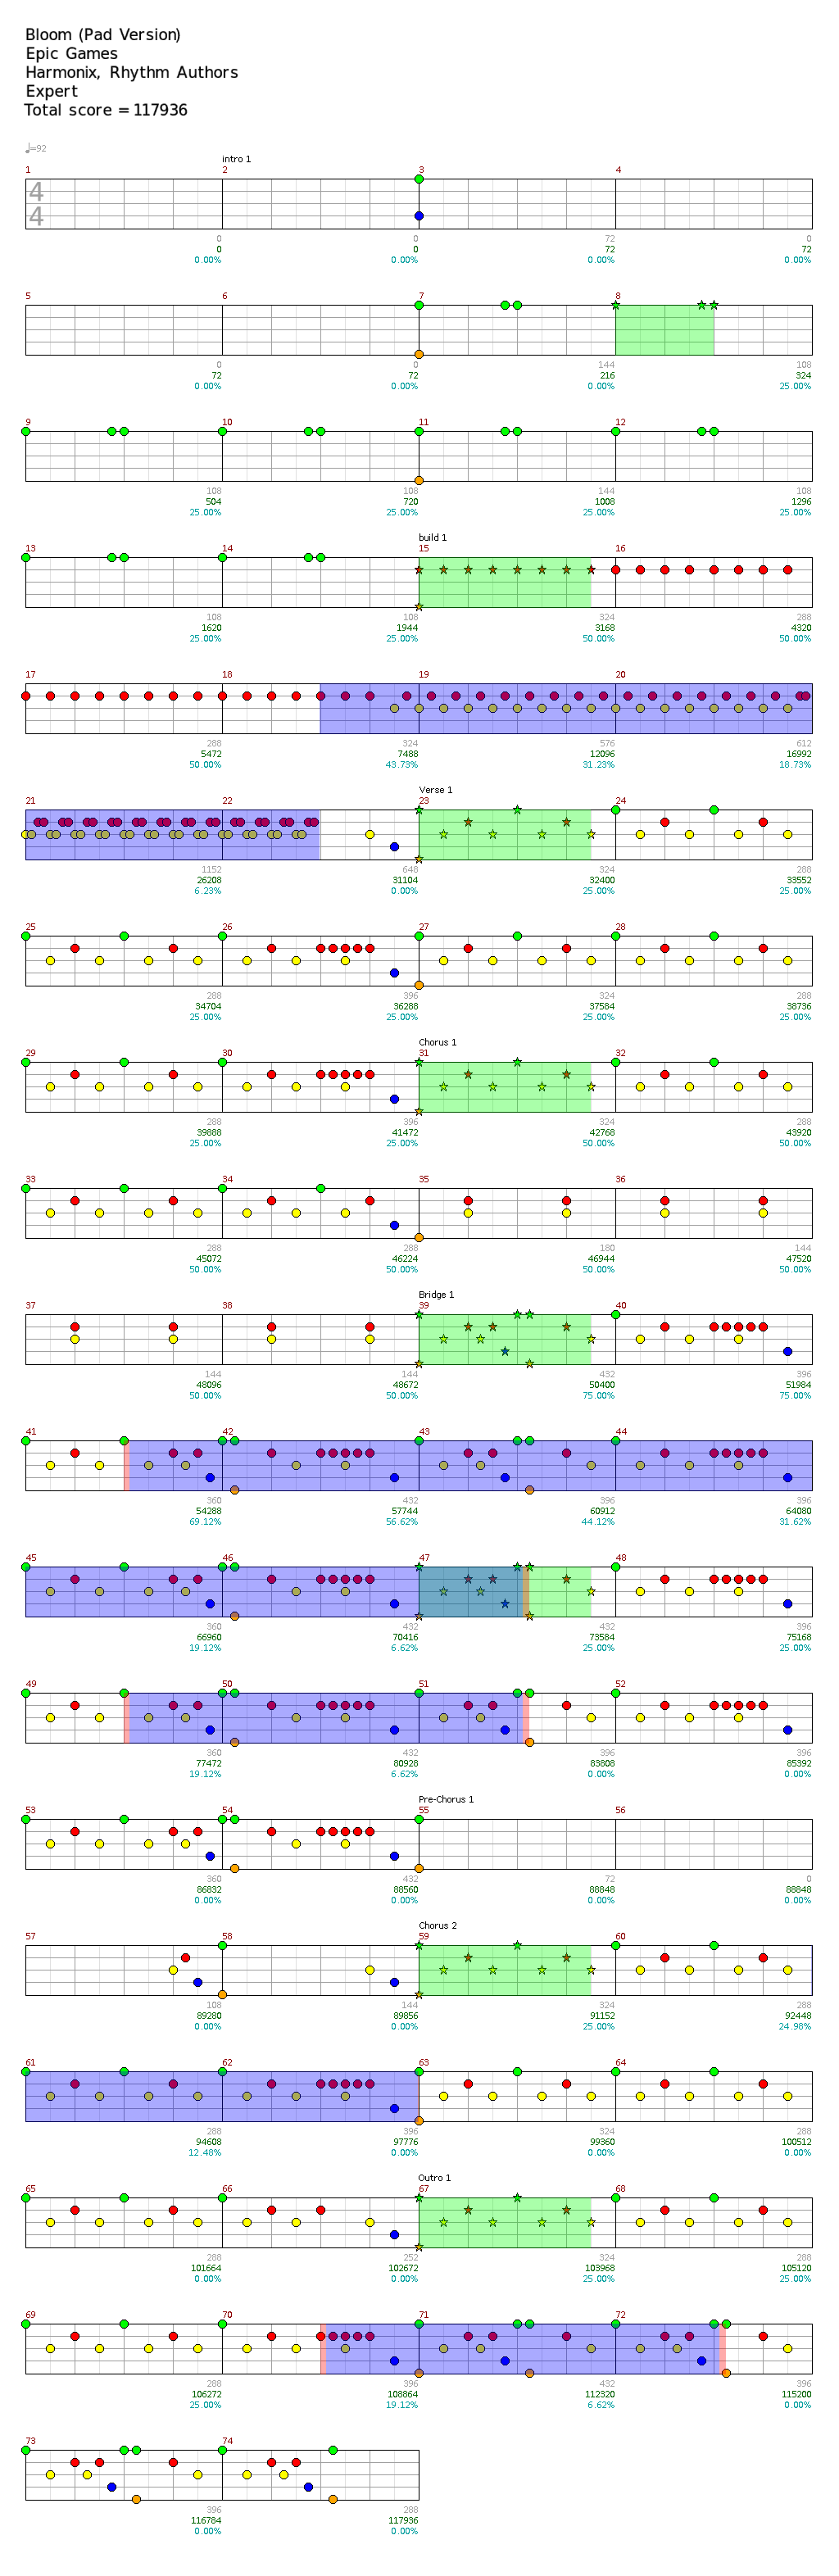 Bloom (Pad Version)
Epic Games
Harmonix, Rhythm Authors
Expert
Total score = 117936
♩=92
intro 1
1 2 3 4
4
4
0 0 72 0
0 0 72 72
0.00% 0.00% 0.00% 0.00%
5 6 7 8
0 0 144 108
72 72 216 324
0.00% 0.00% 0.00% 25.00%
9 10 11 12
108 108 144 108
504 720 1008 1296
25.00% 25.00% 25.00% 25.00%
build 1
13 14 15 16
108 108 324 288
1620 1944 3168 4320
25.00% 25.00% 50.00% 50.00%
17 18 19 20
288 324 576 612
5472 7488 12096 16992
50.00% 43.73% 31.23% 18.73%
Verse 1
21 22 23 24
1152 648 324 288
26208 31104 32400 33552
6.23% 0.00% 25.00% 25.00%
25 26 27 28
288 396 324 288
34704 36288 37584 38736
25.00% 25.00% 25.00% 25.00%
Chorus 1
29 30 31 32
288 396 324 288
39888 41472 42768 43920
25.00% 25.00% 50.00% 50.00%
33 34 35 36
288 288 180 144
45072 46224 46944 47520
50.00% 50.00% 50.00% 50.00%
Bridge 1
37 38 39 40
144 144 432 396
48096 48672 50400 51984
50.00% 50.00% 75.00% 75.00%
41 42 43 44
360 432 396 396
54288 57744 60912 64080
69.12% 56.62% 44.12% 31.62%
45 46 47 48
360 432 432 396
66960 70416 73584 75168
19.12% 6.62% 25.00% 25.00%
49 50 51 52
360 432 396 396
77472 80928 83808 85392
19.12% 6.62% 0.00% 0.00%
Pre-Chorus 1
53 54 55 56
360 432 72 0
86832 88560 88848 88848
0.00% 0.00% 0.00% 0.00%
Chorus 2
57 58 59 60
108 144 324 288
89280 89856 91152 92448
0.00% 0.00% 25.00% 24.98%
61 62 63 64
288 396 324 288
94608 97776 99360 100512
12.48% 0.00% 0.00% 0.00%
Outro 1
65 66 67 68
288 252 324 288
101664 102672 103968 105120
0.00% 0.00% 25.00% 25.00%
69 70 71 72
288 396 432 396
106272 108864 112320 115200
25.00% 19.12% 6.62% 0.00%
73 74
396 288
116784 117936
0.00% 0.00%